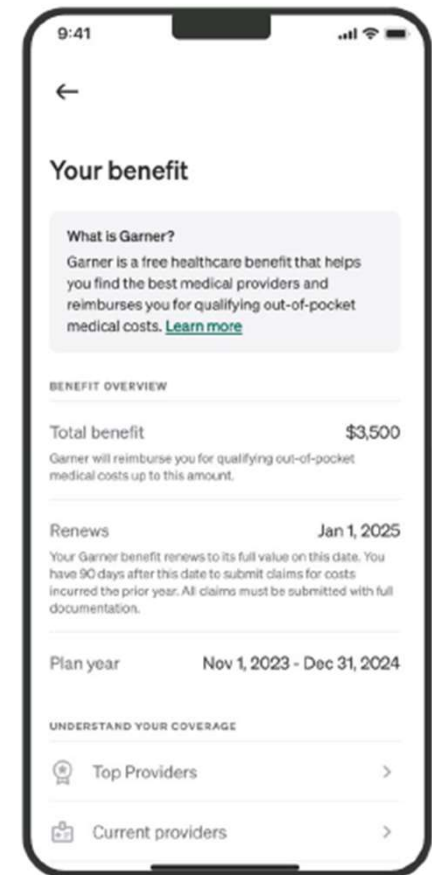 9:41
Your benefit
What is Garner?
Garner is a free healthcare benefit that helps
you find the best medical providers and
reimburses you for qualifying out-of-pocket
medical costs. Learn more
BENEFIT OVERVIEW
Total benefit $3,500
Garner will reimburse you for qualifying out-of-pocket
medical costs up to this amount.
Renews Jan 1, 2025
Your Garner benefit renews to its full value on this date. You
have 90 days after this date to submit claims for costs
incurred the prior year. All claims must be submitted with full
documentation.
Plan year Nov 1, 2023 - Dec 31, 2024
UNDERSTAND YOUR COVERAGE
Top Providers
Current providers